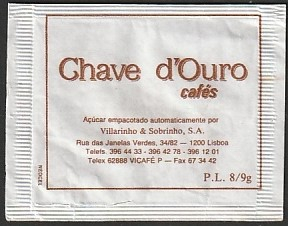 Chave d'Ouro
cafés
Açúcar empacotado automaticamente por
Villarinho & Sobrinho, S.A.
Rua das Janelas Verdes, 34/82 — 1200 Lisboa
Telefs. 396 44 33 - 396 42 78 - 396 12 01
Telex 62888 VICAFÉ P — Fax 67 34 42
P.L. 8/9g